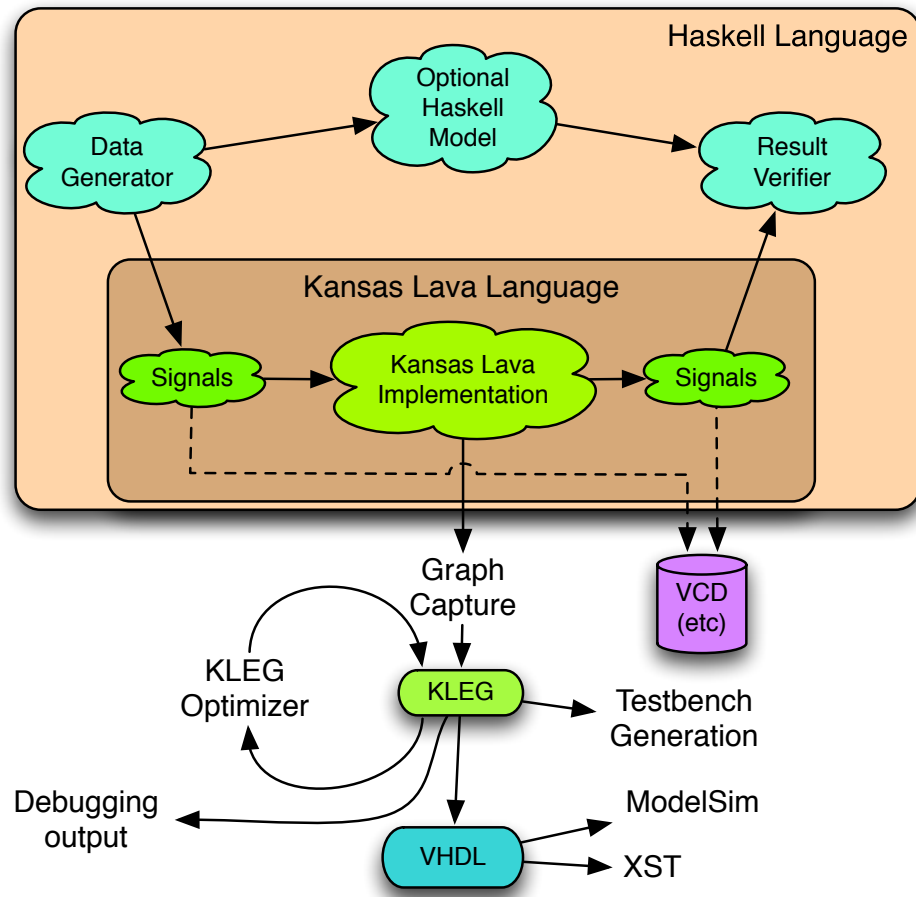 Haskell Language
Optional
Haskell
Model
Data
Generator
Result
Verifier
Kansas Lava Language
Signals
Kansas Lava
Implementation
Signals
Graph
Capture
VCD
(etc)
KLEG
Optimizer
KLEG
Testbench
Generation
Debugging
output
ModelSim
VHDL
XST